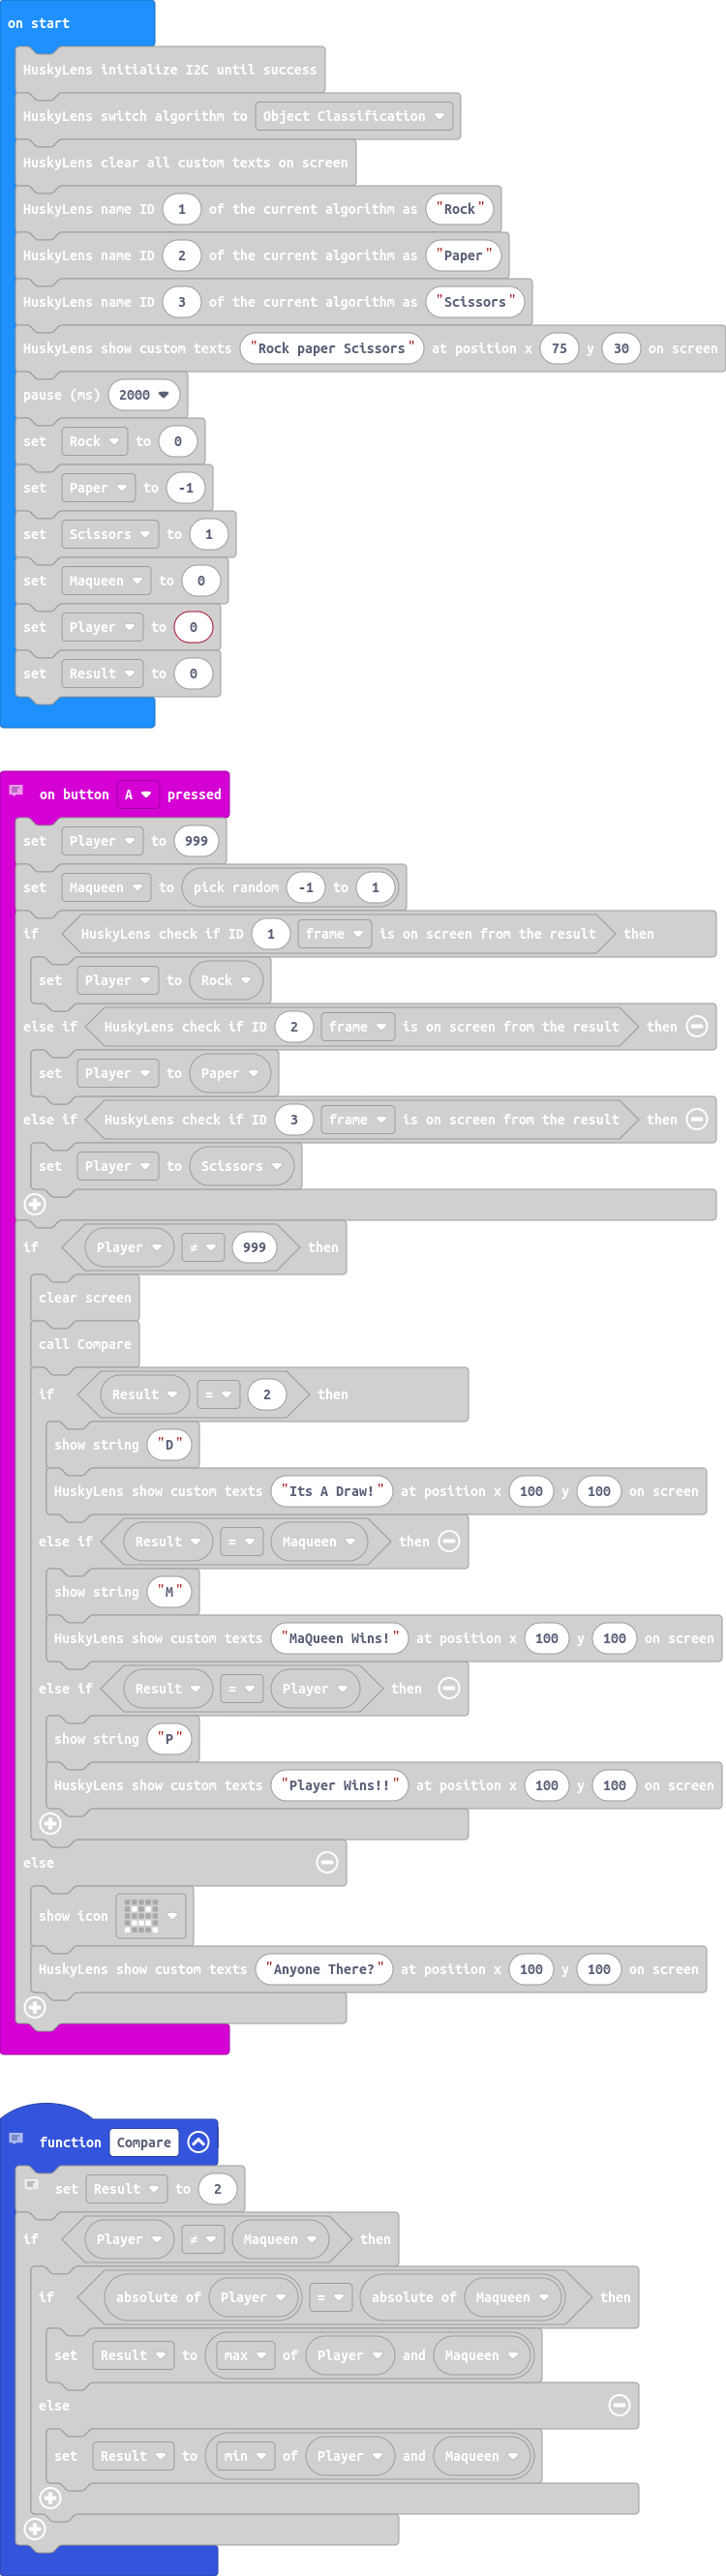 on start
HuskyLens initialize I2C until success
HuskyLens switch algorithm to Object Classification
HuskyLens clear all custom texts on screen
HuskyLens name ID 1 of the current algorithm as "Rock"
HuskyLens name ID 2 of the current algorithm as "Paper"
HuskyLens name ID 3 of the current algorithm as "Scissors"
HuskyLens show custom texts "Rock paper Scissors" at position x 75 y 30 on screen
pause (ms) 2000
set Rock to 0
set Paper to -1
set Scissors to 1
set Maqueen to 0
set Player to 0
set Result to 0
on button A pressed
set Player to 999
set Maqueen to pick random -1 to 1
if HuskyLens check if ID 1 frame is on screen from the result then
set Player to Rock
else if HuskyLens check if ID 2 frame is on screen from the result then
set Player to Paper
else if HuskyLens check if ID 3 frame is on screen from the result then
set Player to Scissors
if Player ≠ 999 then
clear screen
call Compare
if Result = 2 then
show string "D"
HuskyLens show custom texts "Its A Draw!" at position x 100 y 100 on screen
else if Result = Maqueen then
show string "M"
HuskyLens show custom texts "MaQueen Wins!" at position x 100 y 100 on screen
else if Result = Player then
show string "P"
HuskyLens show custom texts "Player Wins!!" at position x 100 y 100 on screen
else
show icon
HuskyLens show custom texts "Anyone There?" at position x 100 y 100 on screen
function Compare
set Result to 2
if Player ≠ Maqueen then
if absolute of Player = absolute of Maqueen then
set Result to max of Player and Maqueen
else
set Result to min of Player and Maqueen